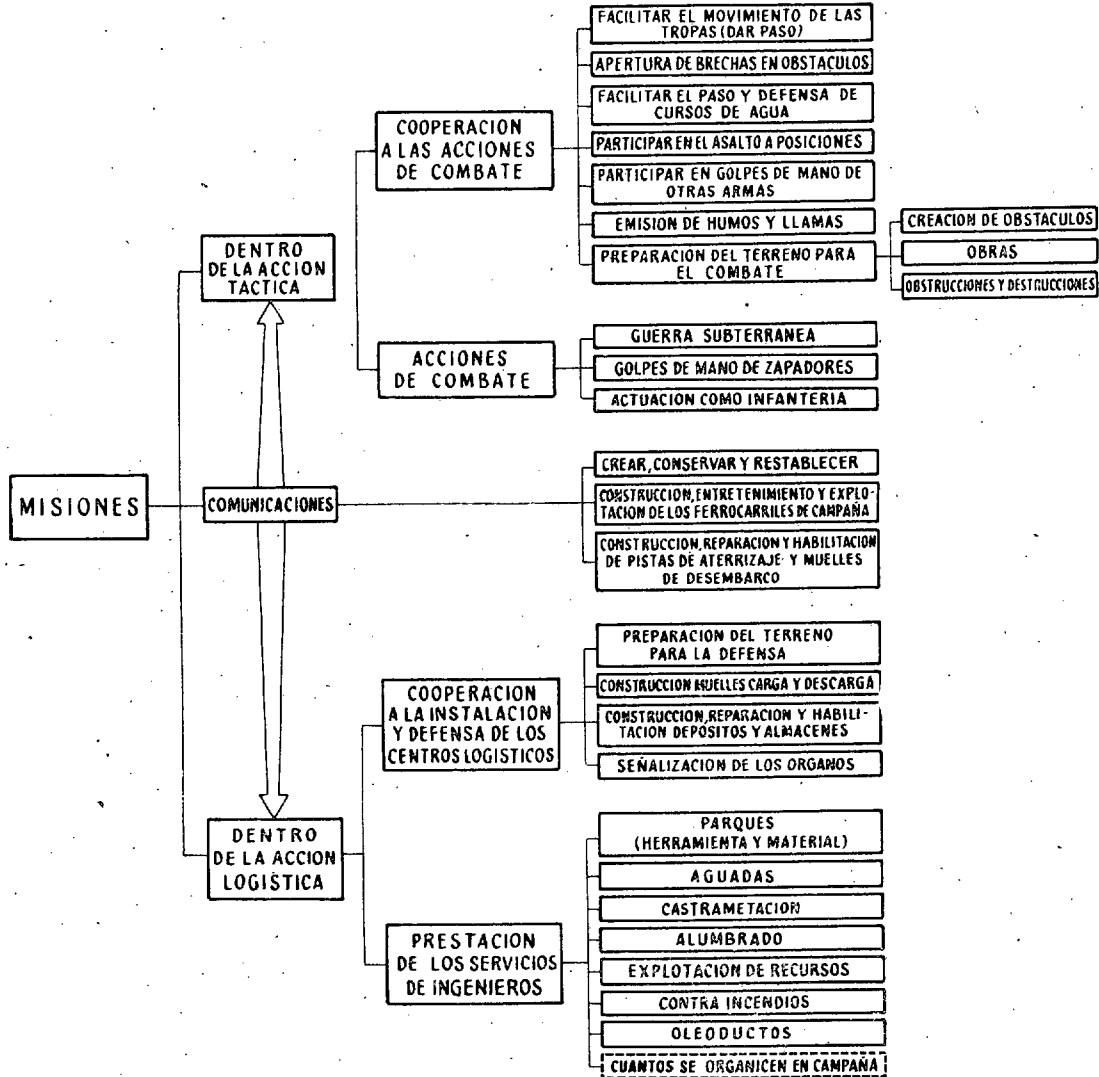 MISIONES
DENTRO
DE LA ACCION
TACTICA
COOPERACION
A LAS ACCIONES
DE COMBATE
FACILITAR EL MOVIMIENTO DE LAS
TROPAS (DAR PASO)
APERTURA DE BRECHAS EN OBSTACULOS
FACILITAR EL PASO Y DEFENSA DE
CURSOS DE AGUA
PARTICIPAR EN EL ASALTO A POSICIONES
PARTICIPAR EN GOLPES DE MANO DE
OTRAS ARMAS
EMISION DE HUMOS Y LLAMAS
PREPARACION DEL TERRENO PARA
EL COMBATE
CREACION DE OBSTACULOS
OBRAS
OBSTRUCCIONES Y DESTRUCCIONES
ACCIONES
DE COMBATE
GUERRA SUBTERRANEA
GOLPES DE MANO DE ZAPADORES
ACTUACION COMO INFANTERIA
COMUNICACIONES
CREAR, CONSERVAR Y RESTABLECER
CONSTRUCCION, ENTRETENIMIENTO Y EXPLO-
TACION DE LOS FERROCARRILES DE CAMPAÑA
CONSTRUCCION, REPARACION Y HABILITACION
DE PISTAS DE ATERRIZAJE Y MUELLES
DE DESEMBARCO
DENTRO
DE LA ACCION
LOGISTICA
COOPERACION
A LA INSTALACION
Y DEFENSA DE LOS
CENTROS LOGISTICOS
PREPARACION DEL TERRENO
PARA LA DEFENSA
CONSTRUCCION MUELLES CARGA Y DESCARGA
CONSTRUCCION, REPARACION Y HABILI-
TACION DEPOSITOS Y ALMACENES
SEÑALIZACION DE LOS ORGANOS
PRESTACION
DE LOS SERVICIOS
DE INGENIEROS
PARQUES
(HERRAMIENTA Y MATERIAL)
AGUADAS
CASTRAMETACION
ALUMBRADO
EXPLOTACION DE RECURSOS
CONTRA INCENDIOS
OLEODUCTOS
CUANTOS SE ORGANICEN EN CAMPAÑA